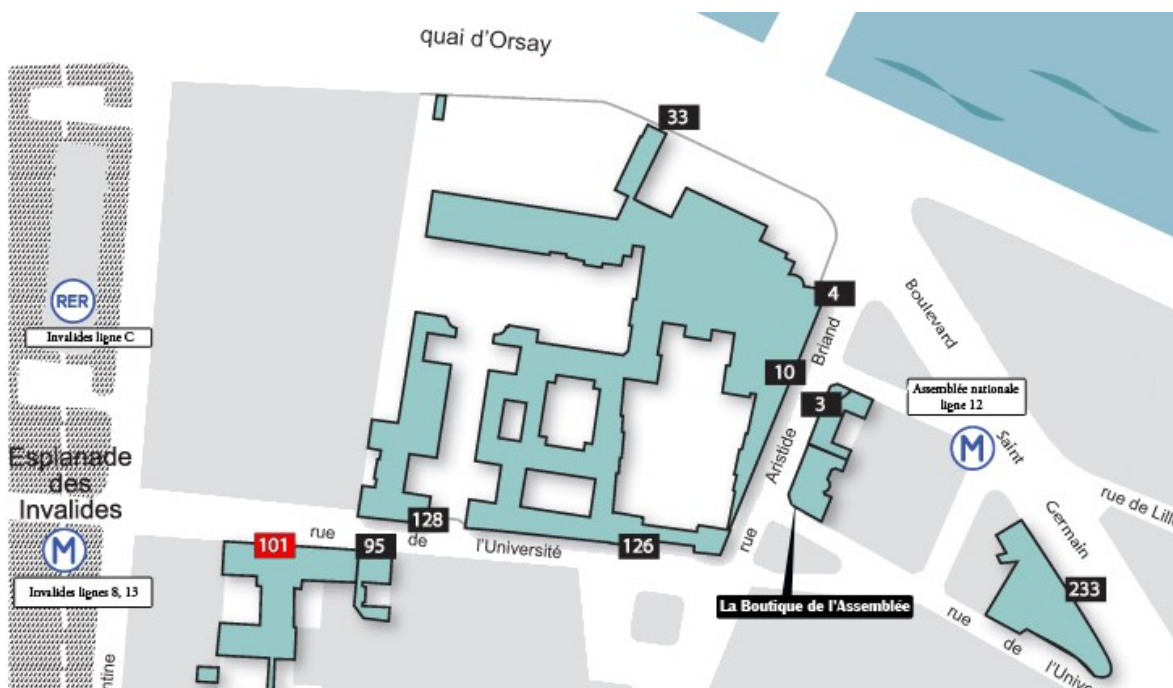 quai d'Orsay
33
RER
Invalides ligne C
4
Boulevard
Briand
10
3
Assemblée nationale
ligne 12
M
Saint
Aristide
Esplanade
des
Invalides
rue de Lille
Germain
128
101
rue
95
de
l'Université
126
rue
M
Invalides lignes 8, 13
233
La Boutique de l'Assemblée
rue
de
l'Unive
ntine